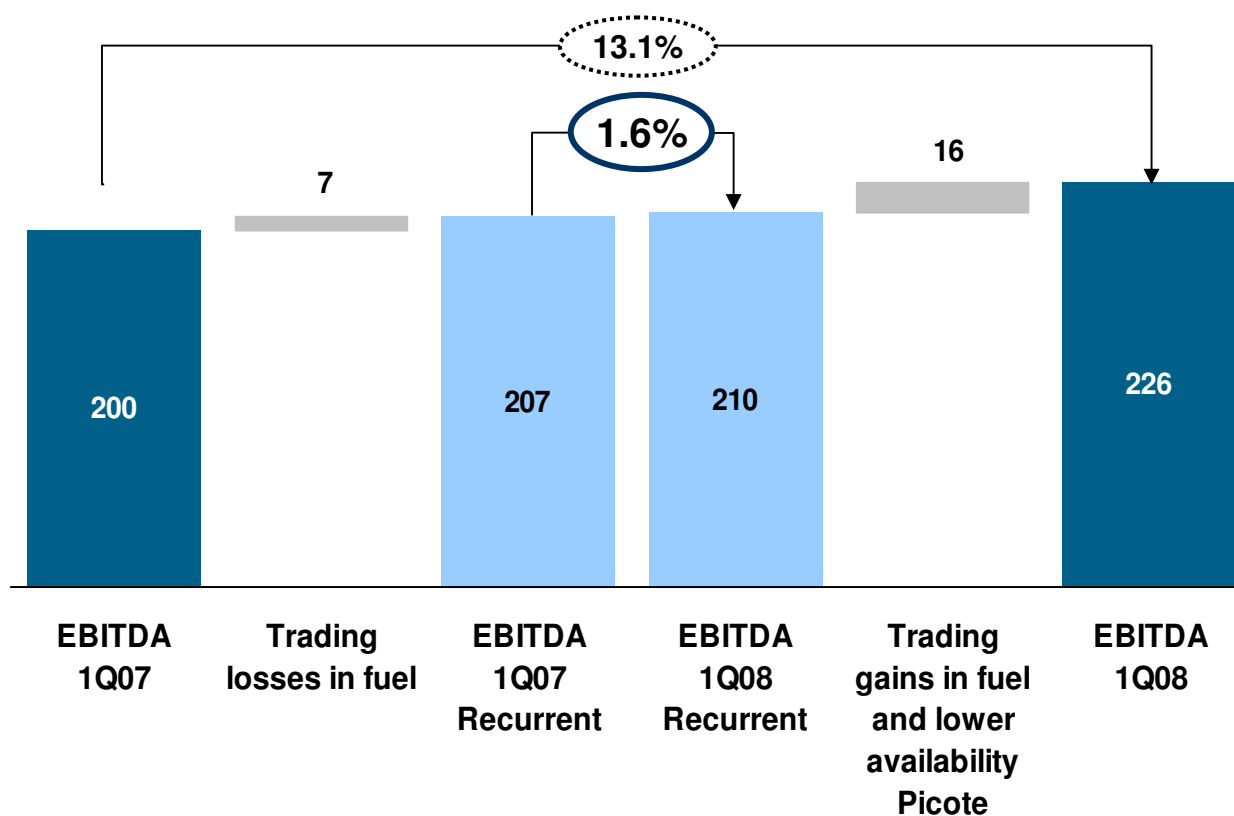 13.1%
1.6%
7
16
200
207
210
226
EBITDA
1Q07
Trading
losses in fuel
EBITDA
1Q07
Recurrent
EBITDA
1Q08
Recurrent
Trading
gains in fuel
and lower
availability
Picote
EBITDA
1Q08